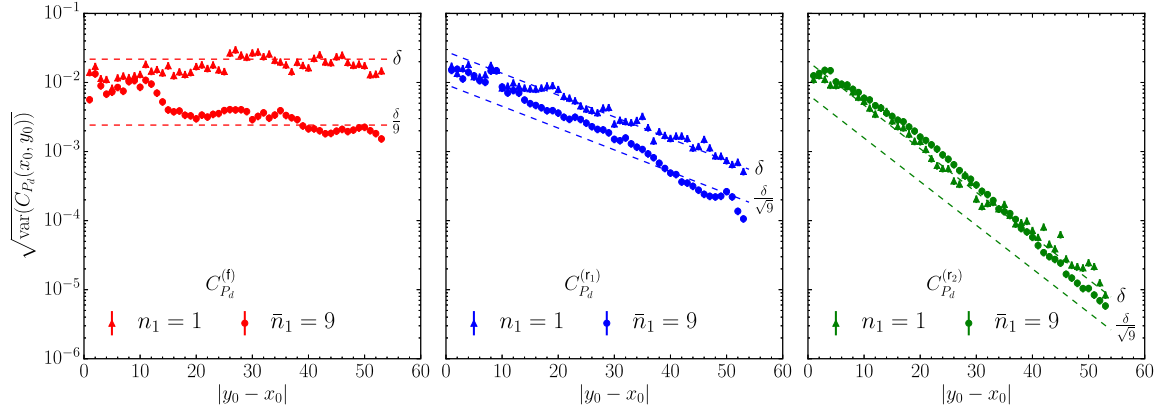 √var(C_{P_d}(x_0, y_0))
10^{-1}
10^{-2}
10^{-3}
10^{-4}
10^{-5}
10^{-6}
δ
δ/9
C_{P_d}^{(f)}
n_1 = 1
n̄_1 = 9
0 10 20 30 40 50 60
|y_0 − x_0|
δ
δ/√9
C_{P_d}^{(r_1)}
n_1 = 1
n̄_1 = 9
0 10 20 30 40 50 60
|y_0 − x_0|
δ
δ/√9
C_{P_d}^{(r_2)}
n_1 = 1
n̄_1 = 9
0 10 20 30 40 50 60
|y_0 − x_0|